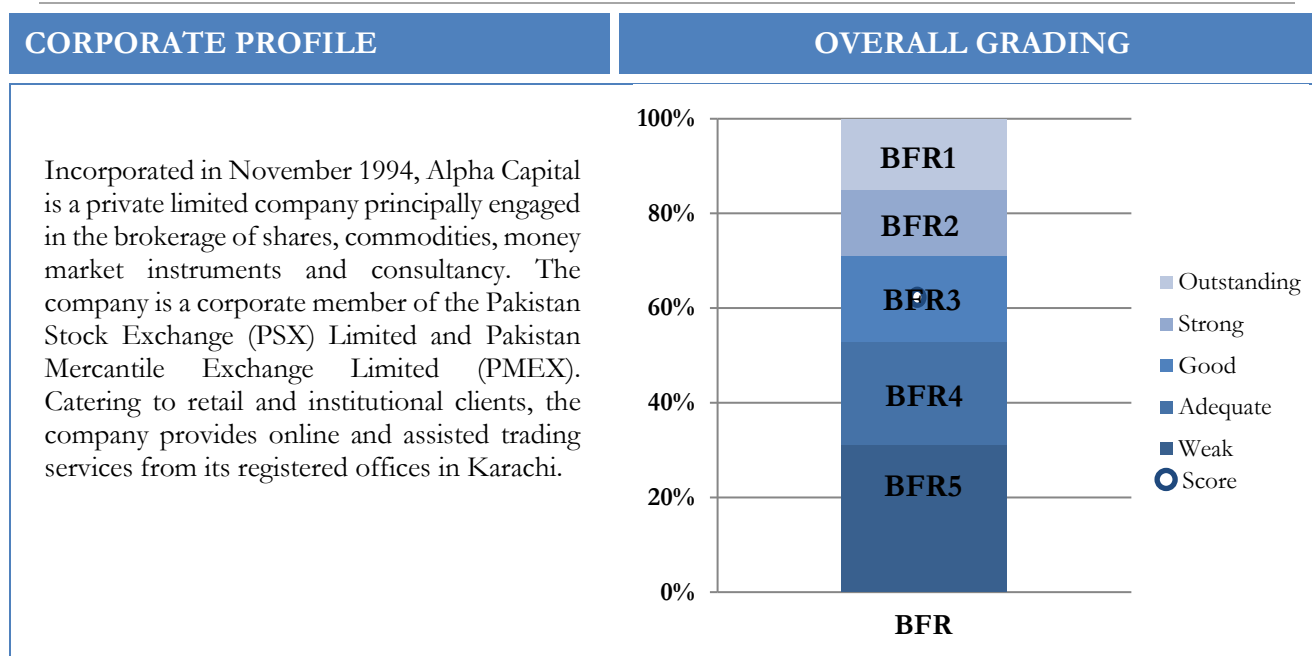 CORPORATE PROFILE
Incorporated in November 1994, Alpha Capital
is a private limited company principally engaged
in the brokerage of shares, commodities, money
market instruments and consultancy. The
company is a corporate member of the Pakistan
Stock Exchange (PSX) Limited and Pakistan
Mercantile Exchange Limited (PMEX).
Catering to retail and institutional clients, the
company provides online and assisted trading
services from its registered offices in Karachi.
OVERALL GRADING
100%
80%
60%
40%
20%
0%
BFR1
BFR2
BFR3
BFR4
BFR5
BFR
Outstanding
Strong
Good
Adequate
Weak
Score